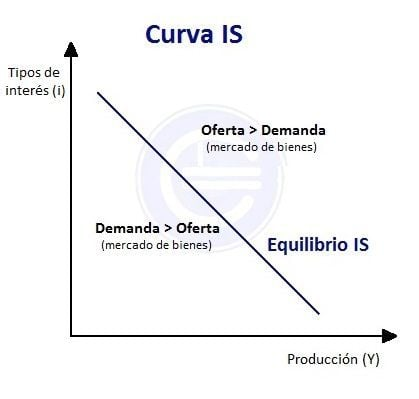 Curva IS
Tipos de
interés (i)
Oferta > Demanda
(mercado de bienes)
Demanda > Oferta
(mercado de bienes)
Equilibrio IS
Producción (Y)